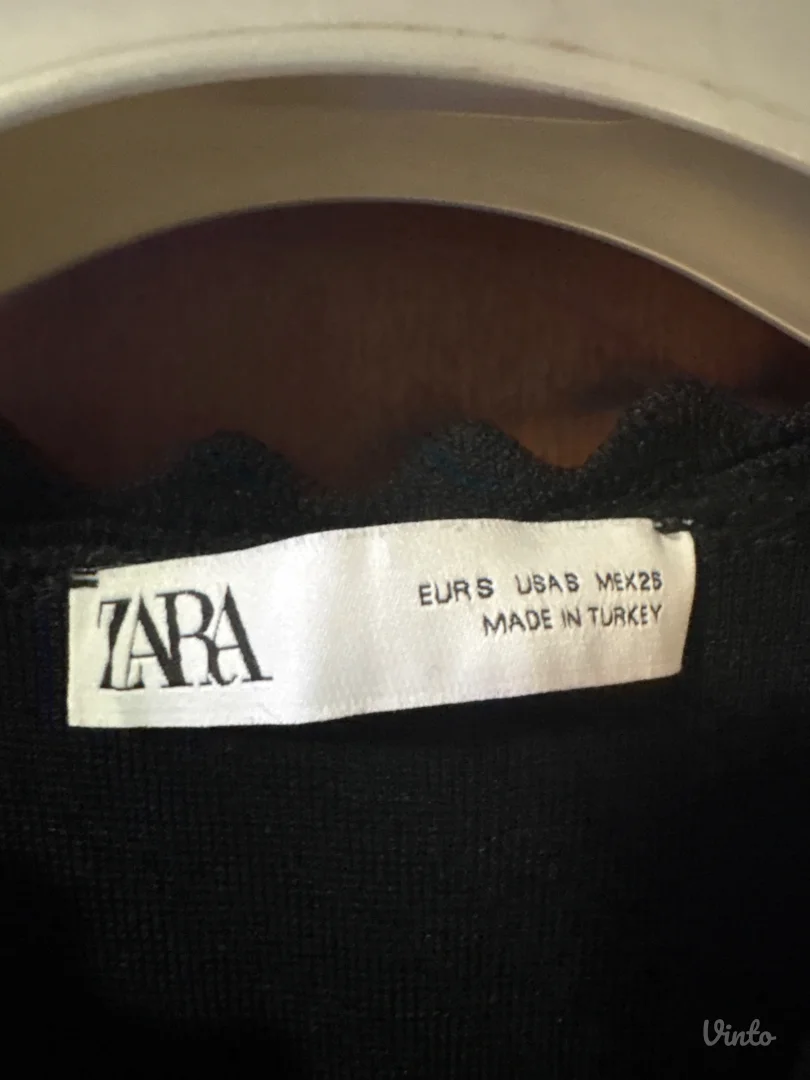 ZARA
EUR S USA S MEX 26
MADE IN TURKEY
Vinto